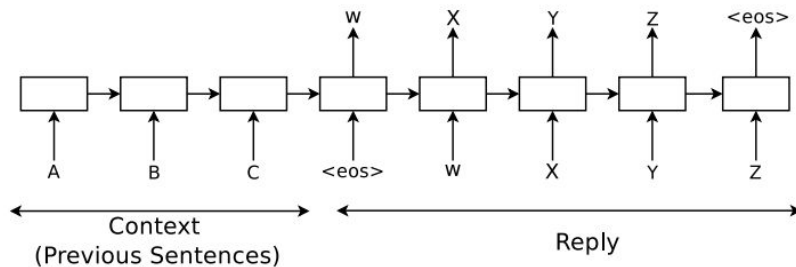 w X Y Z <eos>
A B C <eos> w X Y Z
Context
(Previous Sentences)
Reply